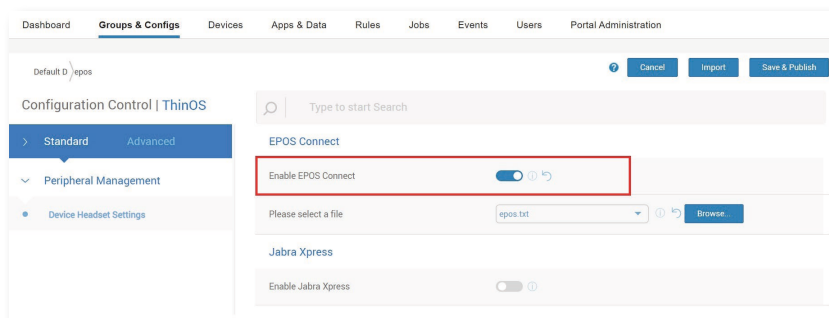 Dashboard Groups & Configs Devices Apps & Data Rules Jobs Events Users Portal Administration
Default D epos
? Cancel Import Save & Publish
Configuration Control | ThinOS
Type to start Search
Standard Advanced
EPOS Connect
Peripheral Management
Enable EPOS Connect
Device Headset Settings
Please select a file epos.txt Browse...
Jabra Xpress
Enable Jabra Xpress